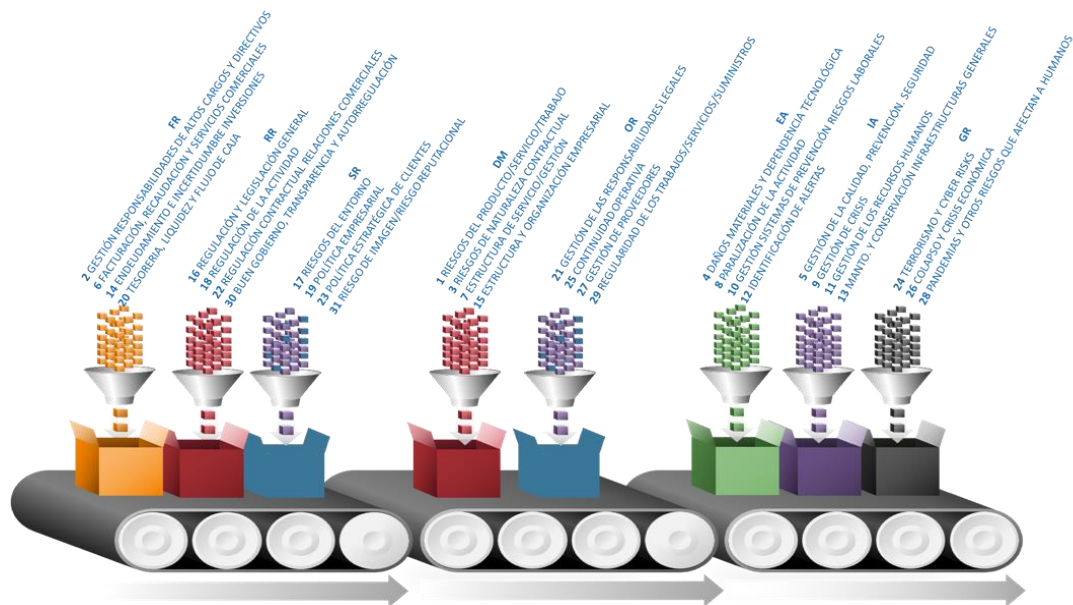 FR
2 GESTIÓN RESPONSABILIDADES DE ALTOS CARGOS Y DIRECTIVOS
6 FACTURACIÓN, RECAUDACIÓN Y SERVICIOS COMERCIALES
14 ENDEUDAMIENTO E INCERTIDUMBRE INVERSIONES
20 TESORERIA, LIQUIDEZ Y FLUJO DE CAJA
RR
16 REGULACIÓN Y LEGISLACIÓN GENERAL
18 REGULACIÓN DE LA ACTIVIDAD
22 REGULACIÓN CONTRACTUAL RELACIONES COMERCIALES
30 BUEN GOBIERNO, TRANSPARENCIA Y AUTORREGULACIÓN
SR
17 RIESGOS DEL ENTORNO
19 POLÍTICA EMPRESARIAL
23 POLÍTICA ESTRATÉGICA DE CLIENTES
31 RIESGO DE IMAGEN/RIESGO REPUTACIONAL
DM
1 RIESGOS DEL PRODUCTO/SERVICIO/TRABAJO
3 RIESGOS DE NATURALEZA CONTRACTUAL
7 ESTRUCTURA DE SERVICIO/GESTIÓN
15 ESTRUCTURA Y ORGANIZACIÓN EMPRESARIAL
OR
21 GESTIÓN DE LAS RESPONSABILIDADES LEGALES
25 CONTINUIDAD OPERATIVA
27 GESTIÓN DE PROVEEDORES
29 REGULARIDAD DE LOS TRABAJOS/SERVICIOS/SUMINISTROS
EA
4 DAÑOS MATERIALES Y DEPENDENCIA TECNOLÓGICA
8 PARALIZACIÓN DE LA ACTIVIDAD
10 GESTIÓN SISTEMAS DE PREVENCIÓN RIESGOS LABORALES
12 IDENTIFICACIÓN DE ALERTAS
IA
5 GESTIÓN DE LA CALIDAD. PREVENCIÓN. SEGURIDAD
9 GESTIÓN DE CRISIS
11 GESTIÓN DE LOS RECURSOS HUMANOS
13 MANTO. Y CONSERVACIÓN INFRAESTRUCTURAS GENERALES
GR
24 TERRORISMO Y CYBER RISKS
26 COLAPSO Y CRISIS ECONÓMICA
28 PANDEMIAS Y OTROS RIESGOS QUE AFECTAN A HUMANOS